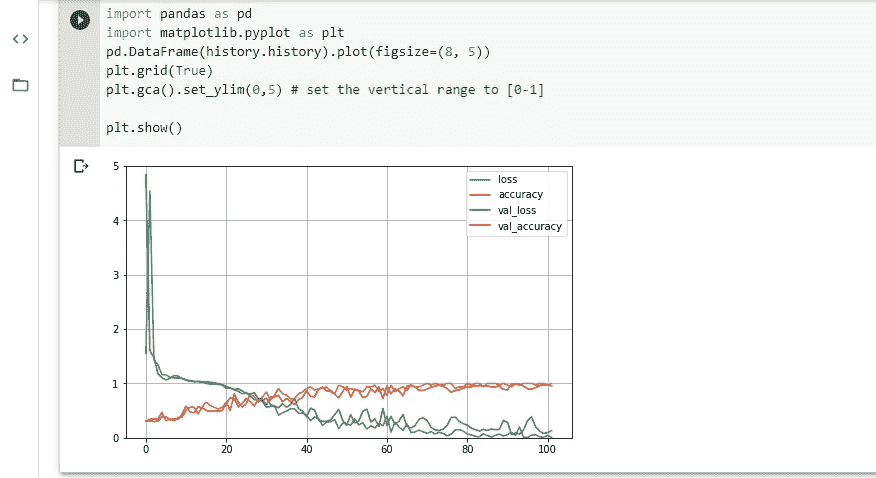 import pandas as pd
import matplotlib.pyplot as plt
pd.DataFrame(history.history).plot(figsize=(8, 5))
plt.grid(True)
plt.gca().set_ylim(0,5) # set the vertical range to [0-1]
plt.show()
5
4
3
2
1
0
loss
accuracy
val_loss
val_accuracy
0 20 40 60 80 100